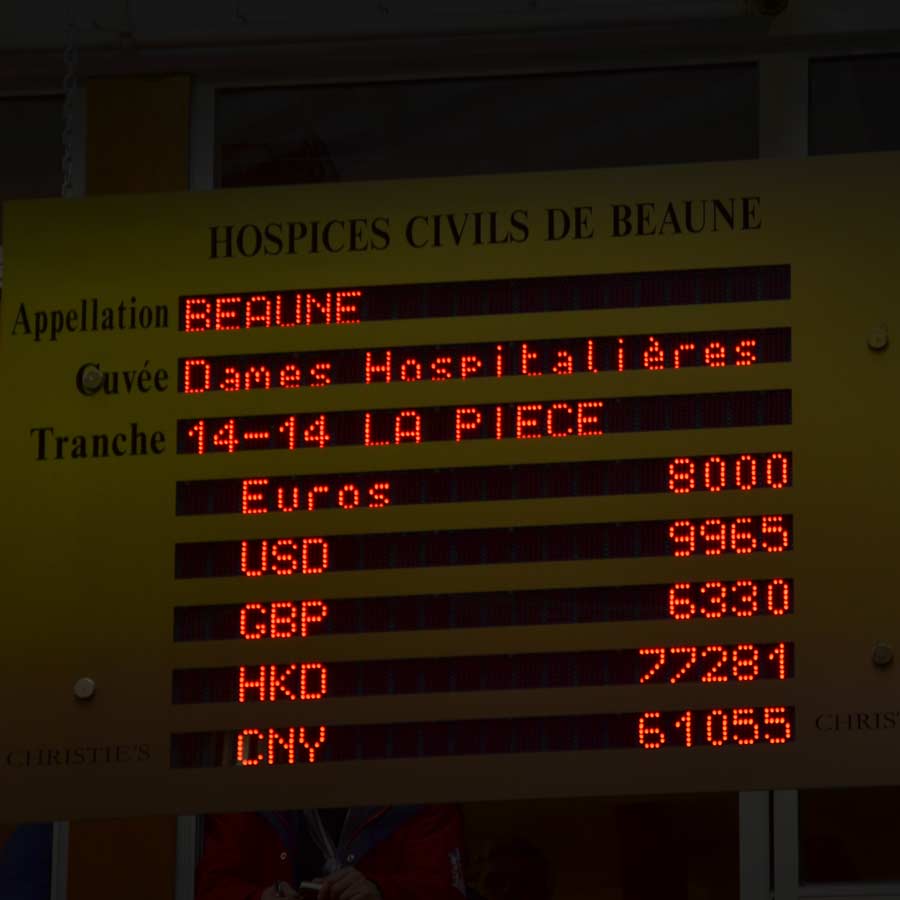 HOSPICES CIVILS DE BEAUNE
Appellation BEAUNE
Cuvée Dames Hospitalières
Tranche 14-14 LA PIECE
Euros 8000
USD 9965
GBP 6330
HKD 77281
CNY 61055
CHRISTIE'S